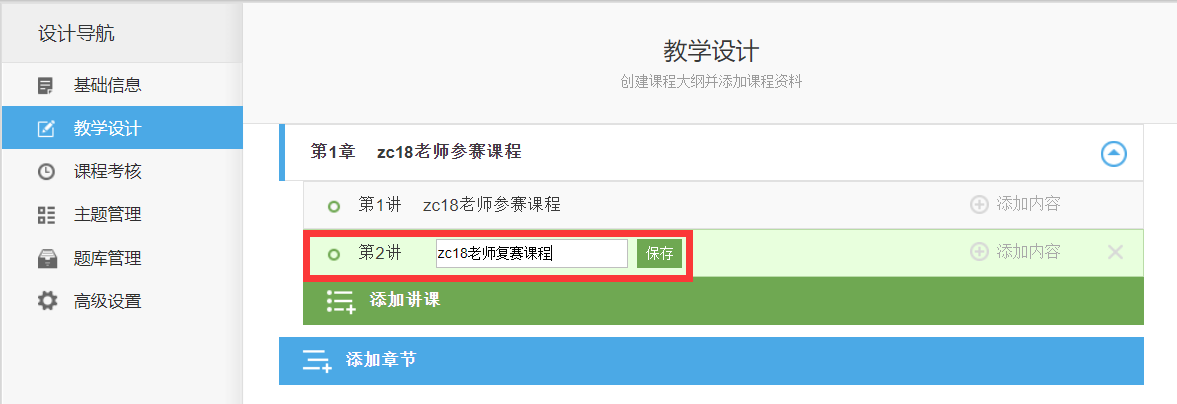 设计导航
基础信息
教学设计
课程考核
主题管理
题库管理
高级设置
教学设计
创建课程大纲并添加课程资料
第1章 zc18老师参赛课程
第1讲 zc18老师参赛课程 添加内容
第2讲 zc18老师复赛课程 保存 添加内容
添加讲课
添加章节